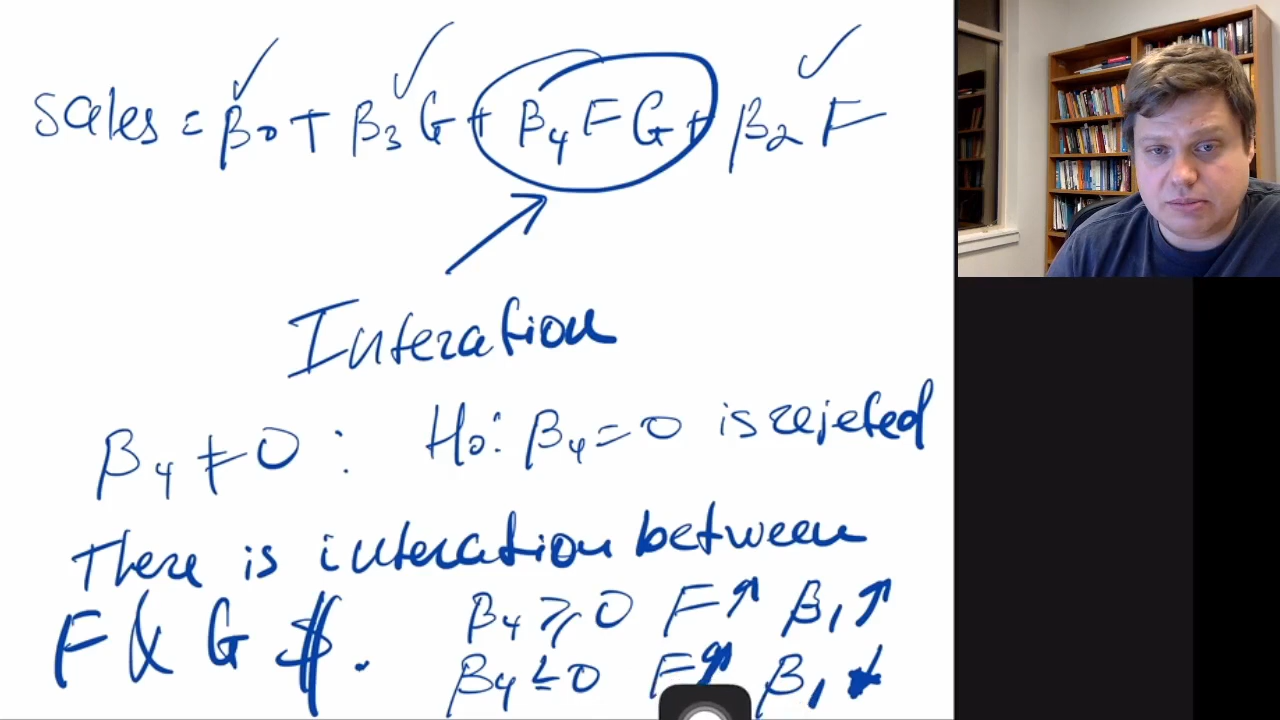 sales = β0 + β3 G + β4 F G + β2 F
Interation
β4 ≠ 0 : H0: β4 = 0 is rejeted
There is interation between
F & G $.
β4 ⩾ 0 F↑ β1↑
β4 ≤ 0 F↑ β1↓